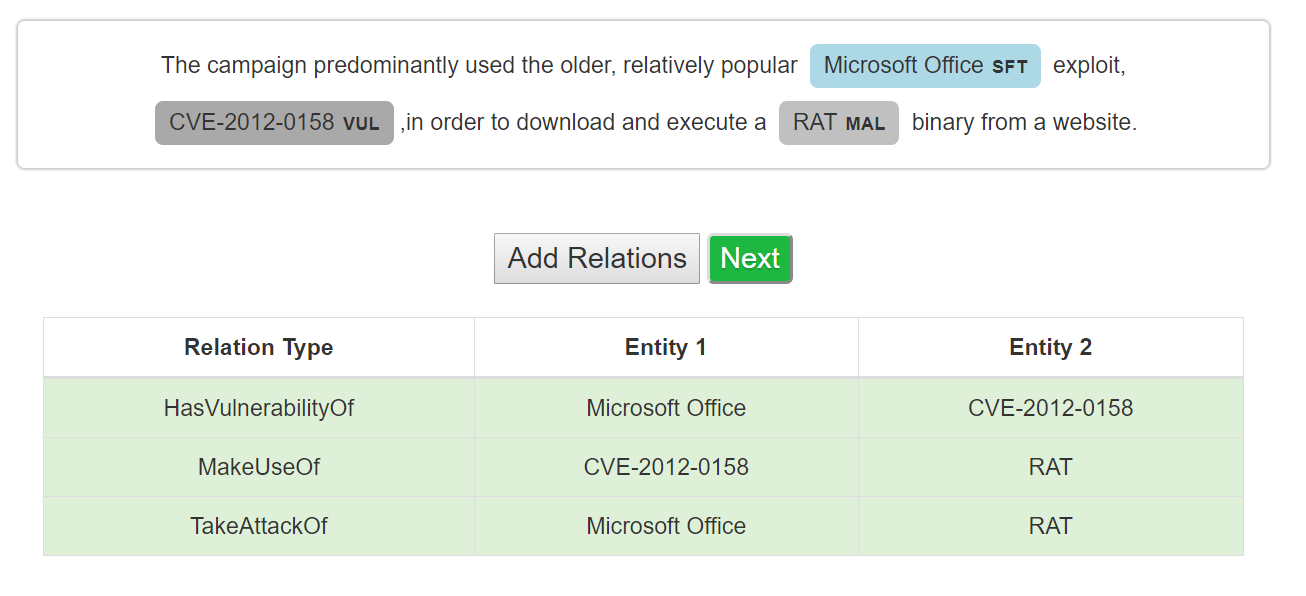 The campaign predominantly used the older, relatively popular Microsoft Office SFT exploit,
CVE-2012-0158 VUL ,in order to download and execute a RAT MAL binary from a website.
Add Relations Next
Relation Type Entity 1 Entity 2
HasVulnerabilityOf Microsoft Office CVE-2012-0158
MakeUseOf CVE-2012-0158 RAT
TakeAttackOf Microsoft Office RAT